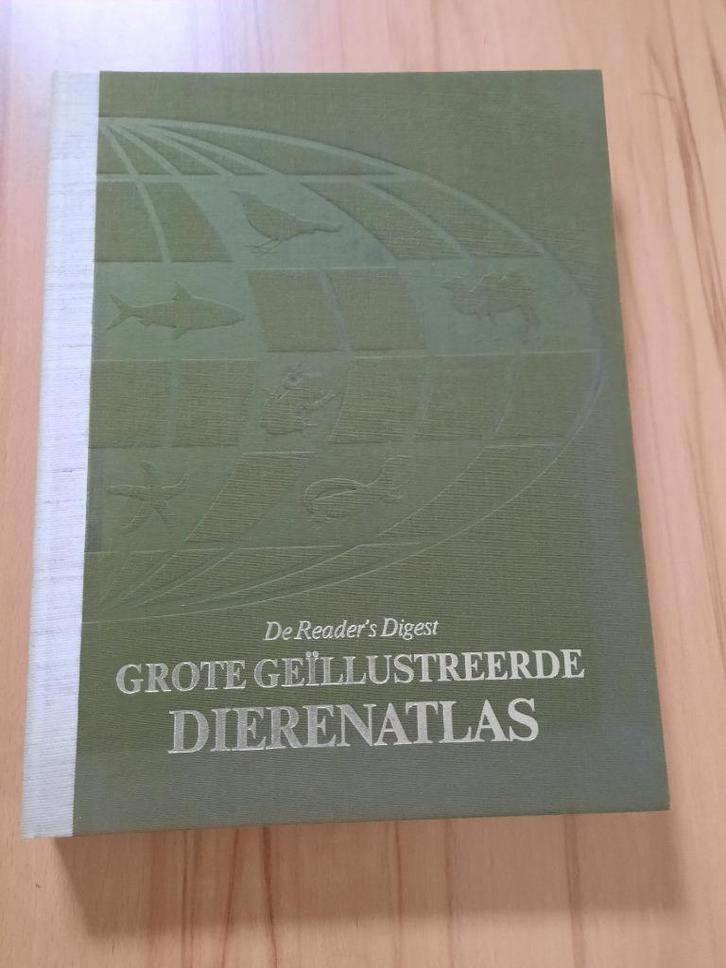 De Reader's Digest
GROTE GEÏLLUSTREERDE
DIERENATLAS